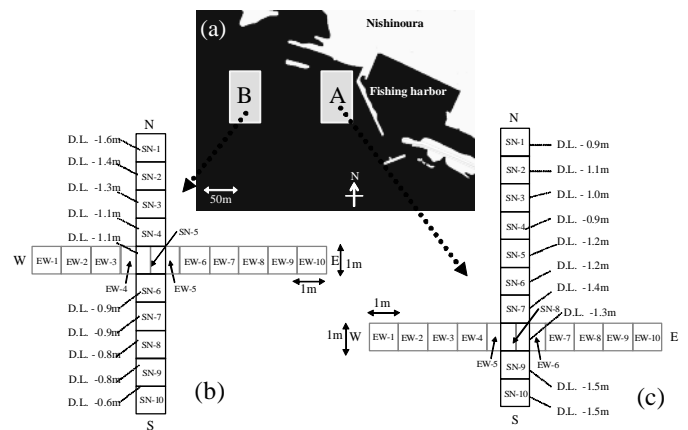 (a)
Nishinoura
Fishing harbor
B
A
N
50m
N
D.L. -1.6m
D.L. -1.4m
D.L. -1.3m
D.L. -1.1m
D.L. -1.1m
SN-1
SN-2
SN-3
SN-4
SN-5
W
EW-1
EW-2
EW-3
EW-4
EW-5
EW-6
EW-7
EW-8
EW-9
EW-10
E
1m
1m
SN-6
SN-7
SN-8
SN-9
SN-10
D.L. -0.9m
D.L. -0.9m
D.L. -0.8m
D.L. -0.8m
D.L. -0.6m
S
(b)
N
SN-1
SN-2
SN-3
SN-4
SN-5
SN-6
SN-7
SN-8
D.L. - 0.9m
D.L. - 1.1m
D.L. - 1.0m
D.L. - 0.9m
D.L. -1.2m
D.L. -1.2m
D.L. -1.4m
D.L. -1.3m
1m
1m
W
EW-1
EW-2
EW-3
EW-4
EW-5
EW-6
EW-7
EW-8
EW-9
EW-10
E
SN-9
SN-10
D.L. -1.5m
D.L. -1.5m
S
(c)